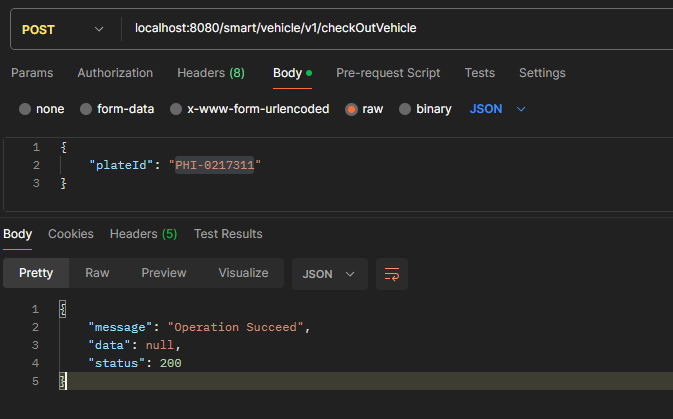 POST localhost:8080/smart/vehicle/v1/checkOutVehicle
Params Authorization Headers (8) Body Pre-request Script Tests Settings
none form-data x-www-form-urlencoded raw binary JSON
1 {
2 "plateId": "PHI-0217311"
3 }
Body Cookies Headers (5) Test Results
Pretty Raw Preview Visualize JSON
1 {
2 "message": "Operation Succeed",
3 "data": null,
4 "status": 200
5 }